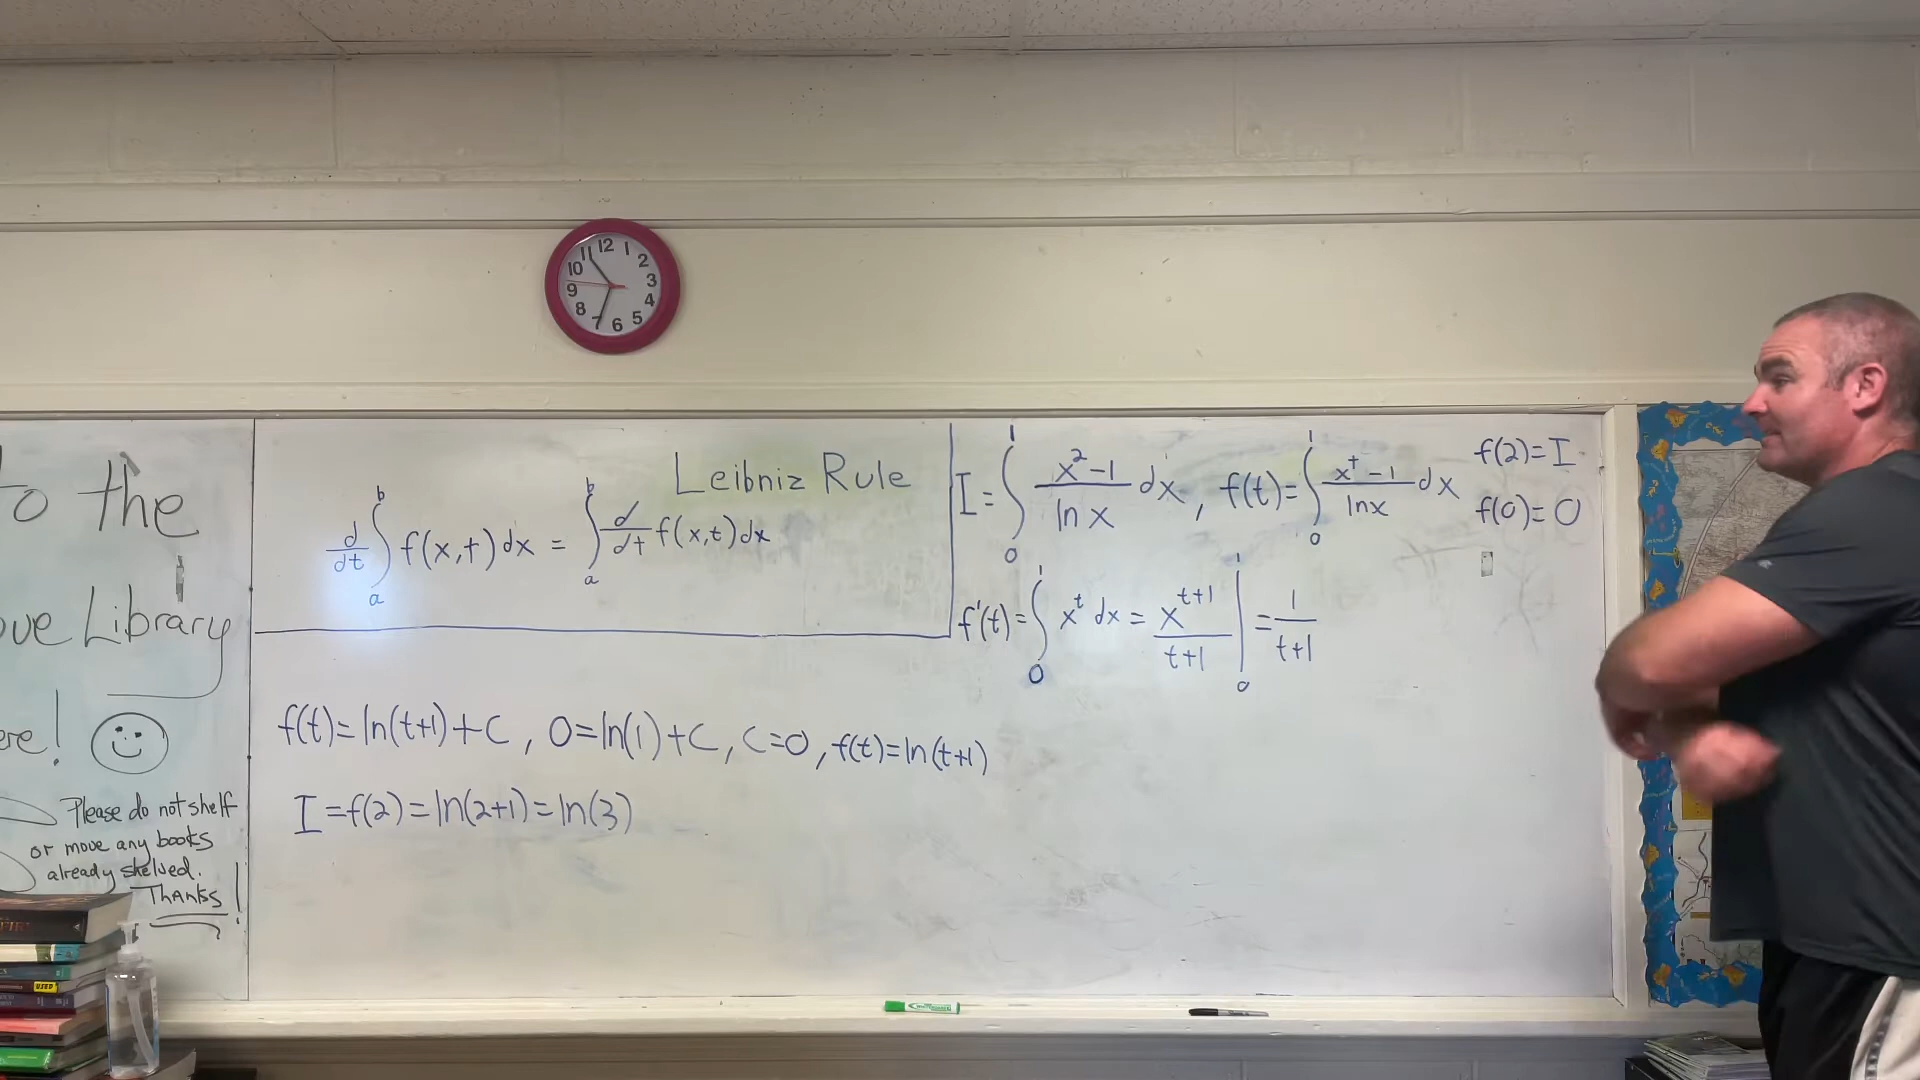 12 1 2 3 4 5 6 7 8 9 10 11
to the
ove Library
ere!
Please do not shelf
or move any books
already shelved.
Thanks!
Leibniz Rule
d/dt ∫_a^b f(x,t) dx = ∫_a^b d/dt f(x,t) dx
I = ∫_0^1 (x^2-1)/(ln x) dx, f(t) = ∫_0^1 (x^t-1)/(ln x) dx
f(2)=I
f(0)=0
f'(t) = ∫_0^1 x^t dx = x^(t+1)/(t+1) |_0^1 = 1/(t+1)
f(t)=ln(t+1)+C, 0=ln(1)+C, C=0, f(t)=ln(t+1)
I=f(2)=ln(2+1)=ln(3)
USED